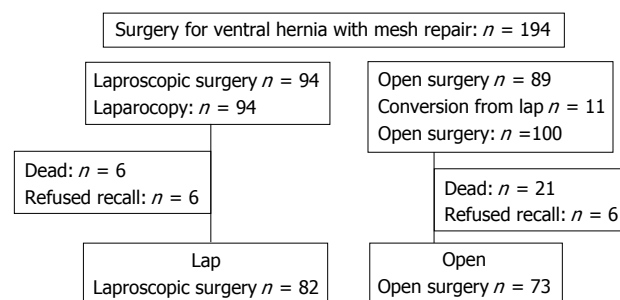 Surgery for ventral hernia with mesh repair: n = 194
Laproscopic surgery n = 94
Laparocopy: n = 94
Open surgery n = 89
Conversion from lap n = 11
Open surgery: n =100
Dead: n = 6
Refused recall: n = 6
Dead: n = 21
Refused recall: n = 6
Lap
Laproscopic surgery n = 82
Open
Open surgery n = 73